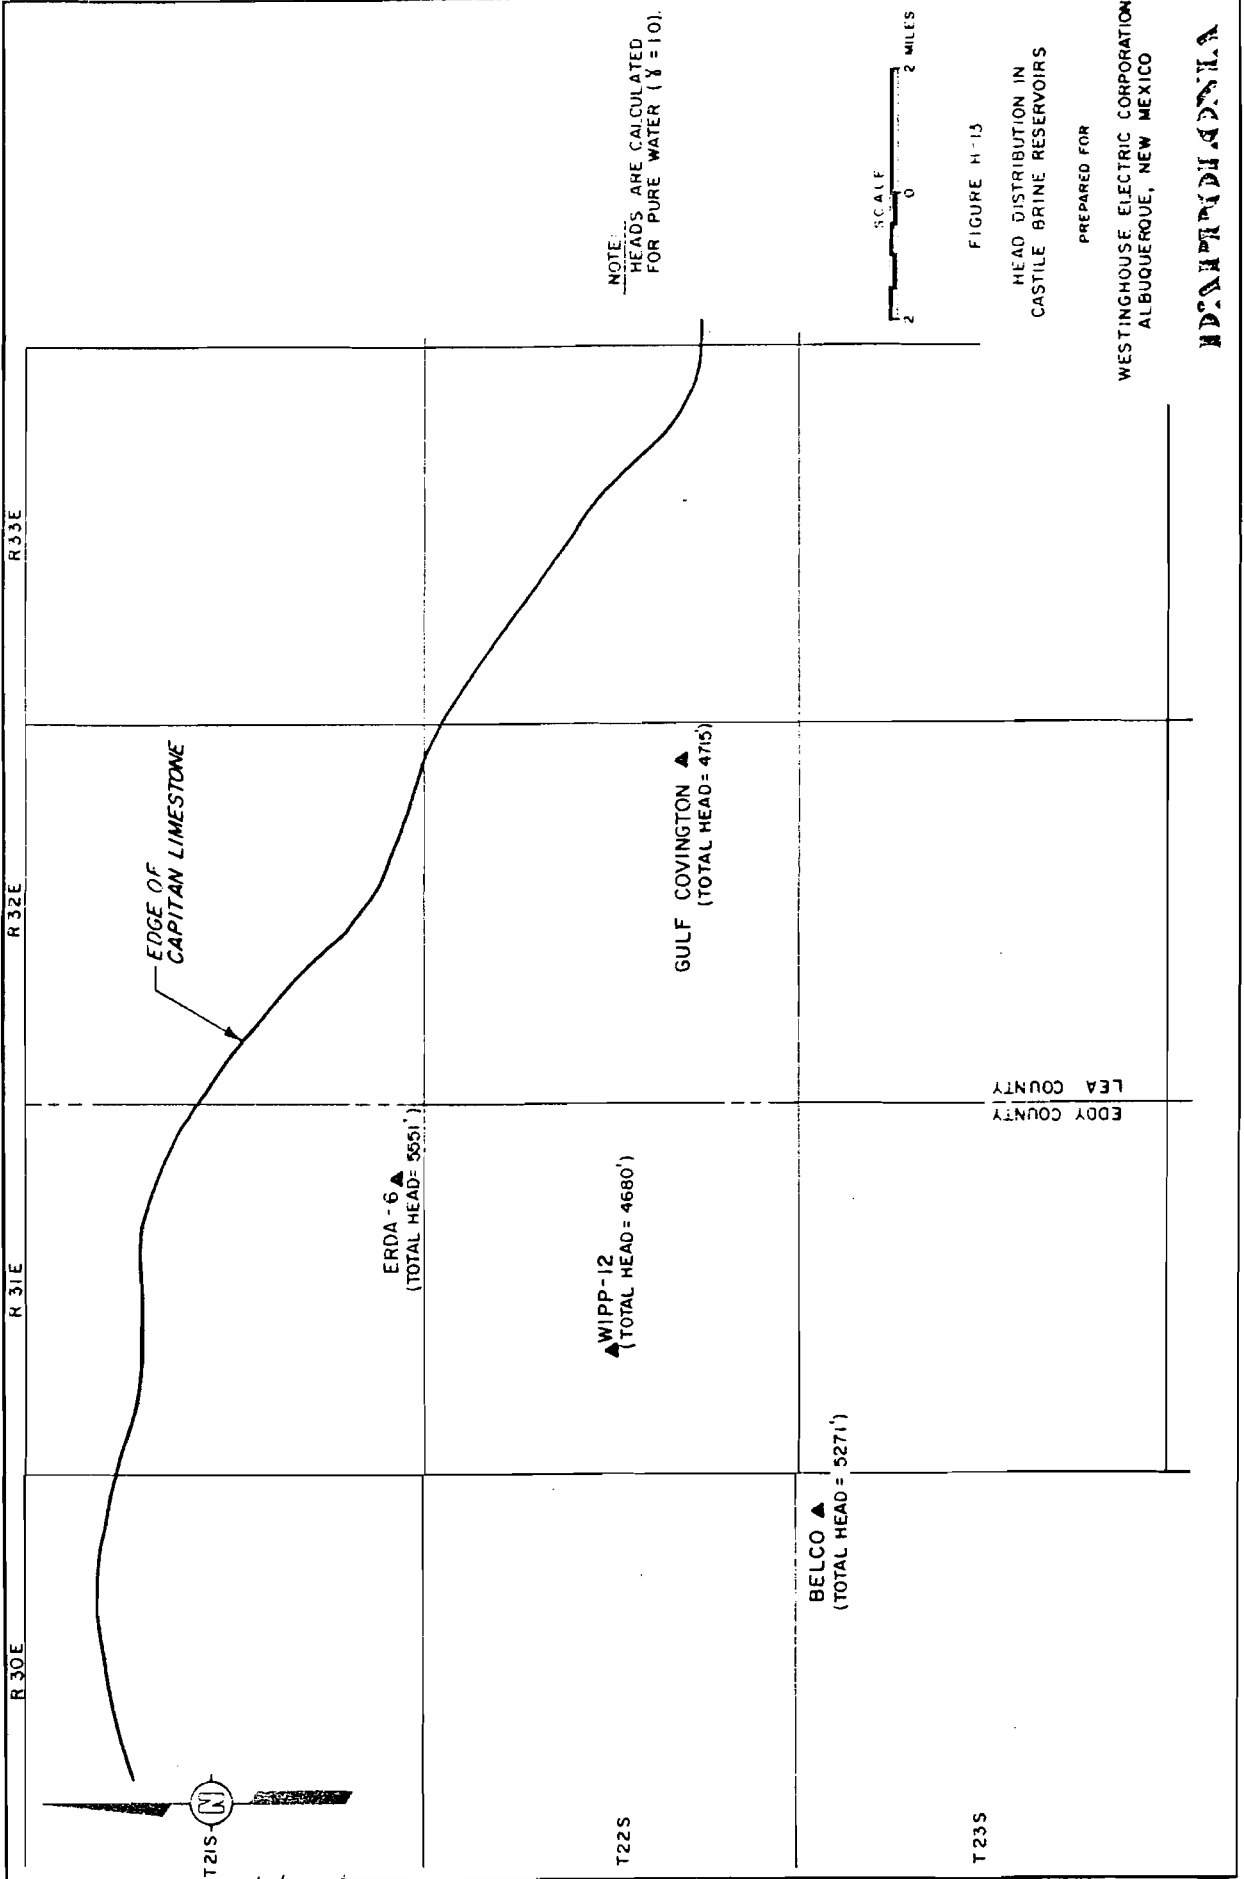 R 30E
R 31E
R 32E
R 33E
T21S
N
T22S
T23S
EDGE OF
CAPITAN LIMESTONE
ERDA-6
(TOTAL HEAD= 5551')
WIPP-12
(TOTAL HEAD= 4680')
GULF COVINGTON
(TOTAL HEAD= 4715')
BELCO
(TOTAL HEAD= 5271')
EDDY COUNTY
LEA COUNTY
NOTE:
HEADS ARE CALCULATED
FOR PURE WATER (γ = 1 0).
SCALE
2 0 2 MILES
FIGURE H-13
HEAD DISTRIBUTION IN
CASTILE BRINE RESERVOIRS
PREPARED FOR
WESTINGHOUSE ELECTRIC CORPORATION
ALBUQUERQUE, NEW MEXICO